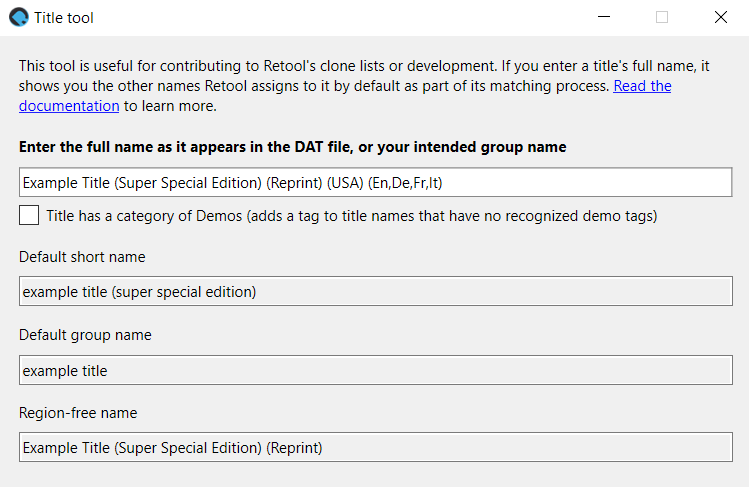 Title tool
This tool is useful for contributing to Retool's clone lists or development. If you enter a title's full name, it
shows you the other names Retool assigns to it by default as part of its matching process. Read the
documentation to learn more.
Enter the full name as it appears in the DAT file, or your intended group name
Example Title (Super Special Edition) (Reprint) (USA) (En,De,Fr,It)
Title has a category of Demos (adds a tag to title names that have no recognized demo tags)
Default short name
example title (super special edition)
Default group name
example title
Region-free name
Example Title (Super Special Edition) (Reprint)